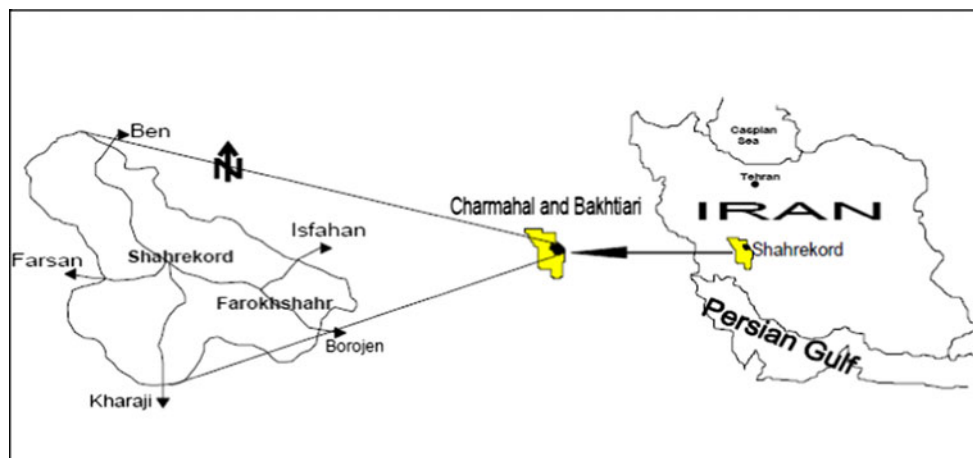 Ben
N
Isfahan
Shahrekord
Farsan
Farokhshahr
Borojen
Kharaji
Charmahal and Bakhtiari
Caspian
Sea
Tehran
IRAN
Shahrekord
Persian Gulf